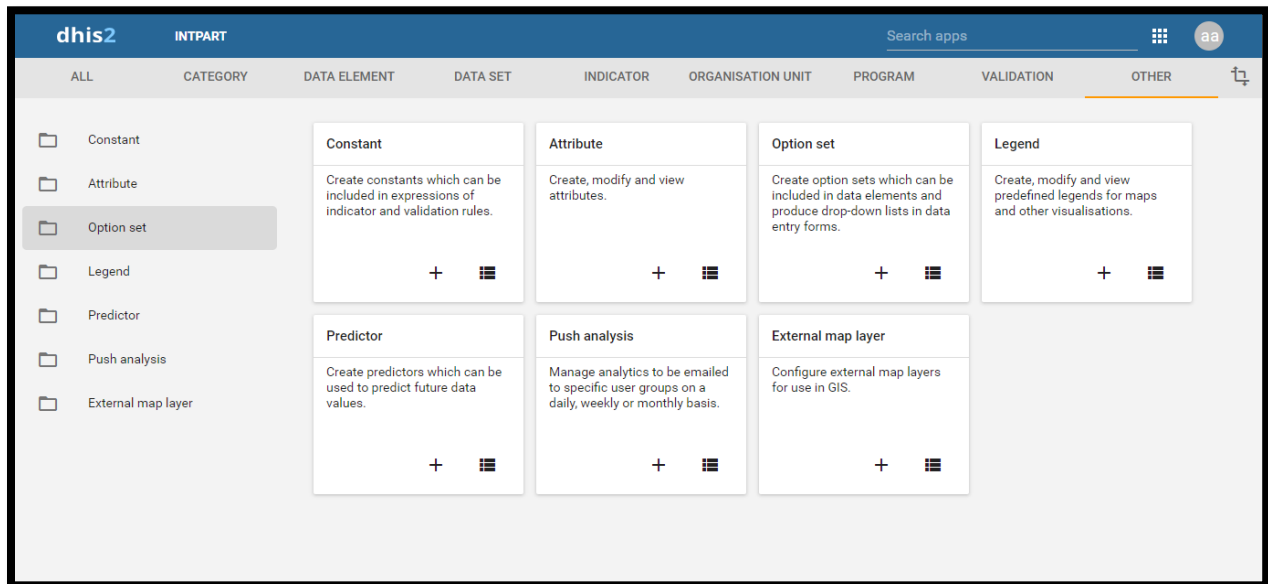 dhis2 INTPART Search apps aa
ALL CATEGORY DATA ELEMENT DATA SET INDICATOR ORGANISATION UNIT PROGRAM VALIDATION OTHER
Constant
Attribute
Option set
Legend
Predictor
Push analysis
External map layer
Constant
Create constants which can be
included in expressions of
indicator and validation rules.
Attribute
Create, modify and view
attributes.
Option set
Create option sets which can be
included in data elements and
produce drop-down lists in data
entry forms.
Legend
Create, modify and view
predefined legends for maps
and other visualisations.
Predictor
Create predictors which can be
used to predict future data
values.
Push analysis
Manage analytics to be emailed
to specific user groups on a
daily, weekly or monthly basis.
External map layer
Configure external map layers
for use in GIS.